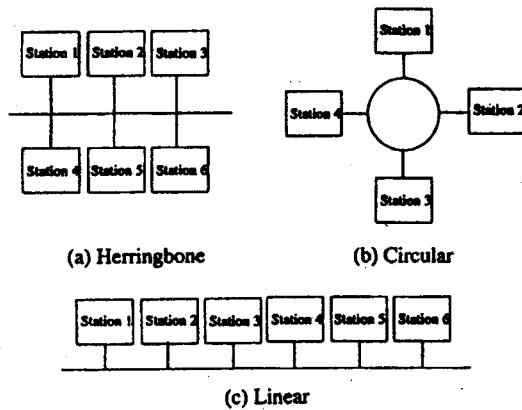 Station 1 Station 2 Station 3
Station 4 Station 5 Station 6
(a) Herringbone
Station 1
Station 4 Station 2
Station 3
(b) Circular
Station 1 Station 2 Station 3 Station 4 Station 5 Station 6
(c) Linear